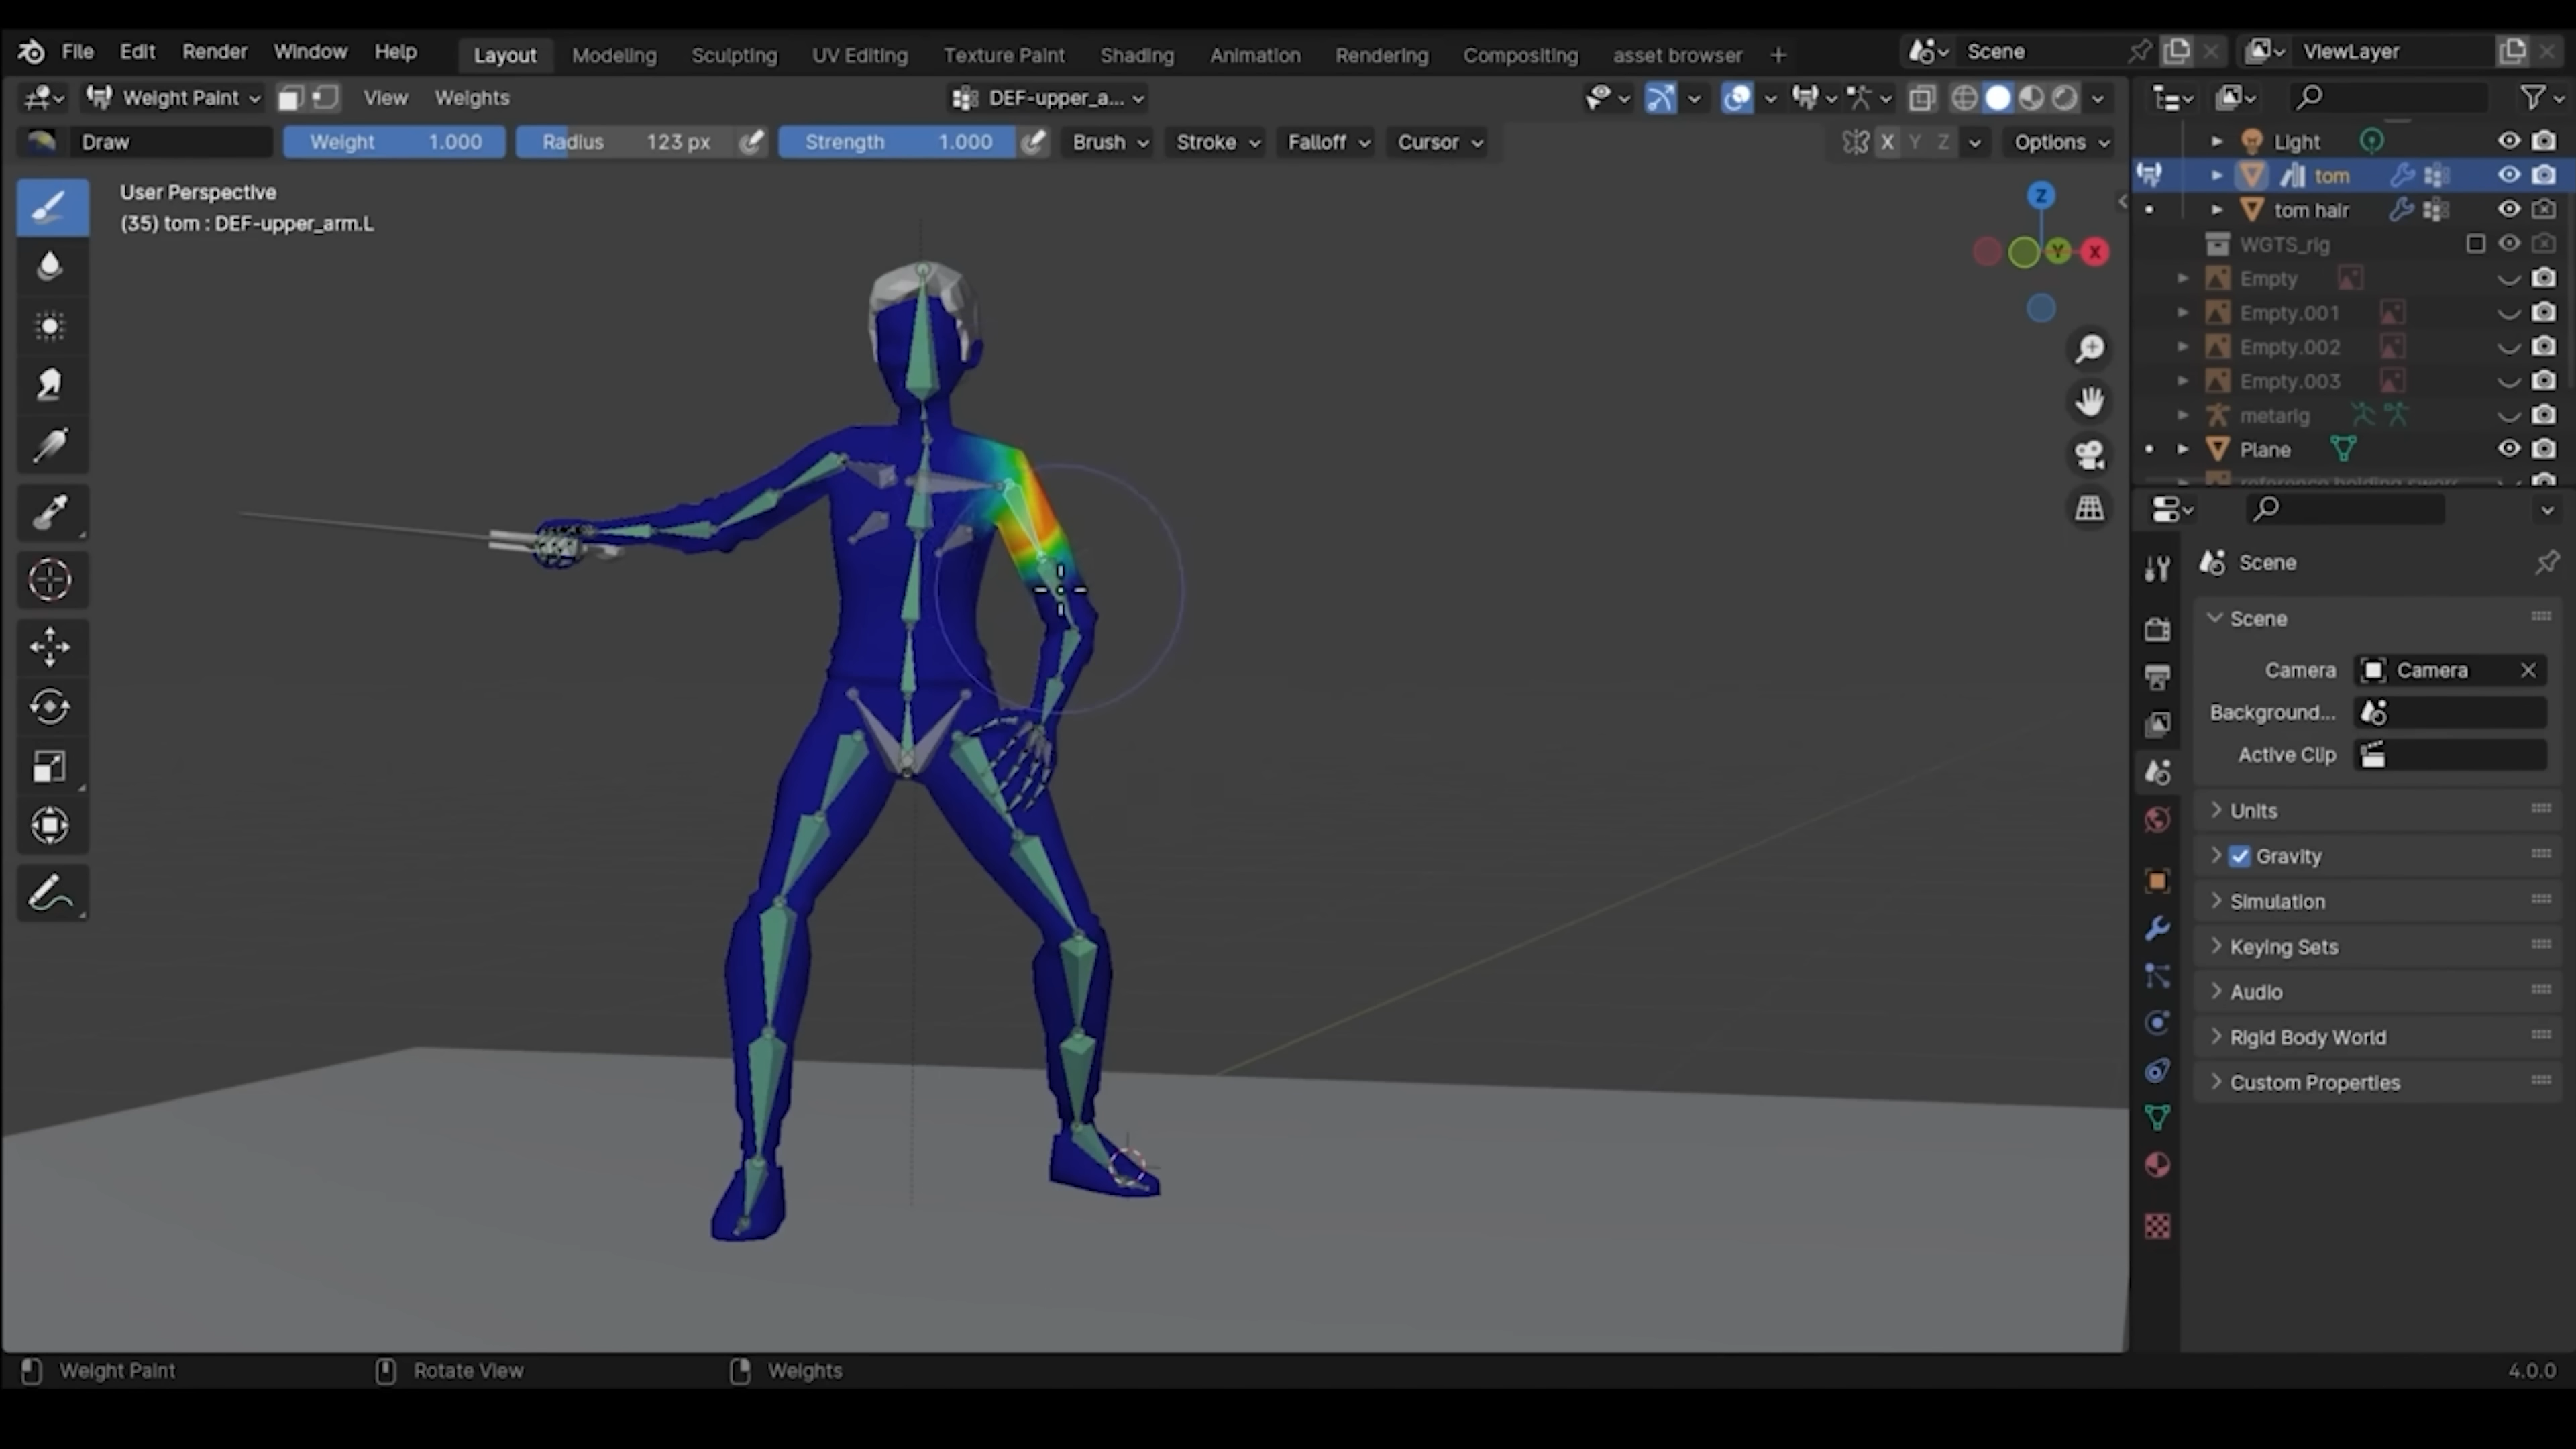 File Edit Render Window Help Layout Modeling Sculpting UV Editing Texture Paint Shading Animation Rendering Compositing asset browser + Scene ViewLayer
Weight Paint View Weights DEF-upper_a...
Draw Weight 1.000 Radius 123 px Strength 1.000 Brush Stroke Falloff Cursor X Y Z Options
User Perspective
(35) tom : DEF-upper_arm.L
Z
Y
X
Light
tom
tom hair
WGTS_rig
Empty
Empty.001
Empty.002
Empty.003
metarig
Plane
reference holding sworr
Scene
Scene
Camera Camera
Background...
Active Clip
Units
Gravity
Simulation
Keying Sets
Audio
Rigid Body World
Custom Properties
Weight Paint Rotate View Weights 4.0.0